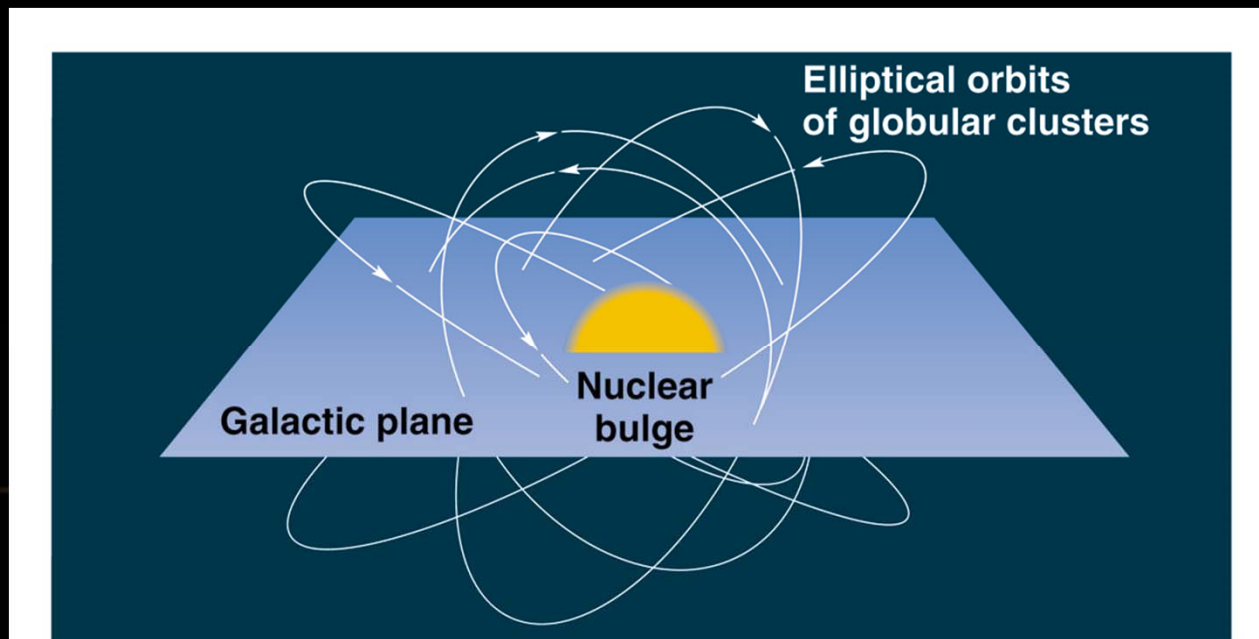 Elliptical orbits
of globular clusters
Nuclear
bulge
Galactic plane